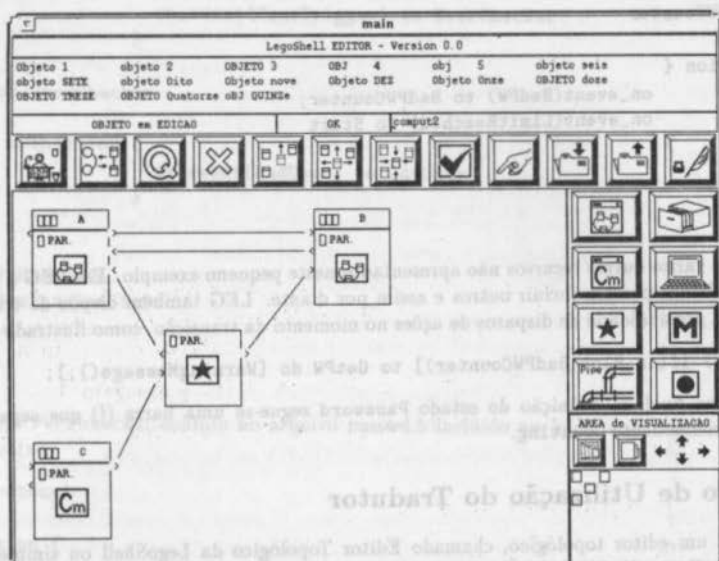 main
LegoShell EDITOR - Version 0.0
Objeto 1 objeto 2 OBJETO 3 OBJ 4 obj 5 objeto seis
objeto SETE objeto Oito Objeto nove Objeto DEZ Objeto Onze OBJETO doze
OBJETO TREZE OBJETO Quatorze oBJ QUINZe
OBJETO em EDICAO OK comput2
A
PAR.
B
PAR.
PAR.
C
PAR.
Cm
Cm
M
Pipe
AREA de VISUALIZACAO